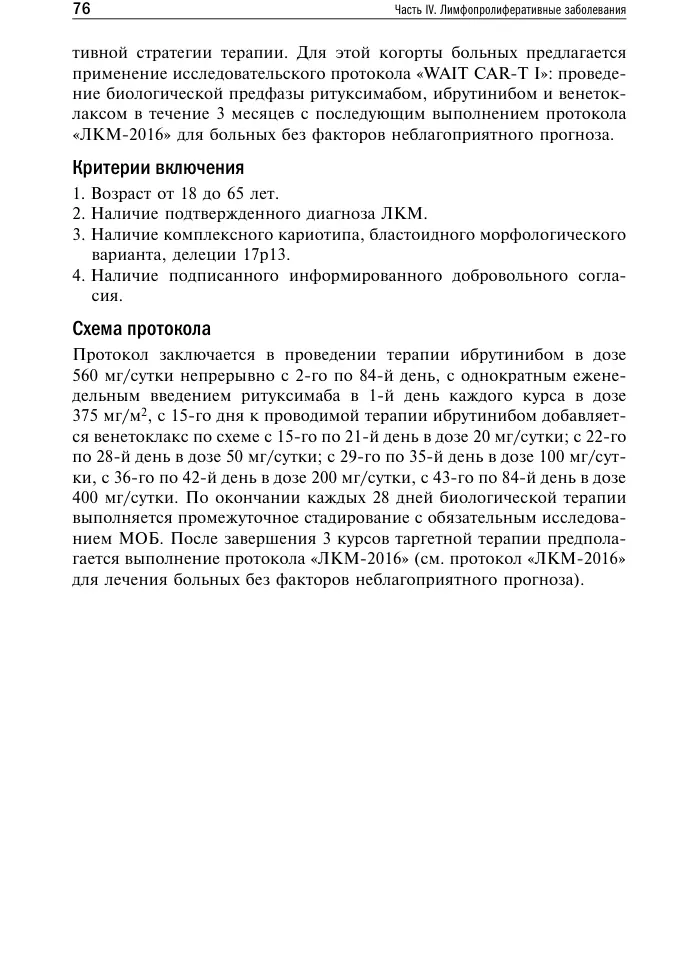 76
Часть IV. Лимфопролиферативные заболевания
тивной стратегии терапии. Для этой когорты больных предлагается
применение исследовательского протокола «WAIT CAR-T I»: проведе-
ние биологической предфазы ритуксимабом, ибрутинибом и венеток-
лаксом в течение 3 месяцев с последующим выполнением протокола
«ЛКМ-2016» для больных без факторов неблагоприятного прогноза.
Критерии включения
1. Возраст от 18 до 65 лет.
2. Наличие подтвержденного диагноза ЛКМ.
3. Наличие комплексного кариотипа, бластоидного морфологического
варианта, делеции 17p13.
4. Наличие подписанного информированного добровольного согла-
сия.
Схема протокола
Протокол заключается в проведении терапии ибрутинибом в дозе
560 мг/сутки непрерывно с 2-го по 84-й день, с однократным ежене-
дельным введением ритуксимаба в 1-й день каждого курса в дозе
375 мг/м², с 15-го дня к проводимой терапии ибрутинибом добавляет-
ся венетоклакс по схеме с 15-го по 21-й день в дозе 20 мг/сутки; с 22-го
по 28-й день в дозе 50 мг/сутки; с 29-го по 35-й день в дозе 100 мг/сут-
ки, с 36-го по 42-й день в дозе 200 мг/сутки, с 43-го по 84-й день в дозе
400 мг/сутки. По окончании каждых 28 дней биологической терапии
выполняется промежуточное стадирование с обязательным исследова-
нием МОБ. После завершения 3 курсов таргетной терапии предпола-
гается выполнение протокола «ЛКМ-2016» (см. протокол «ЛКМ-2016»
для лечения больных без факторов неблагоприятного прогноза).